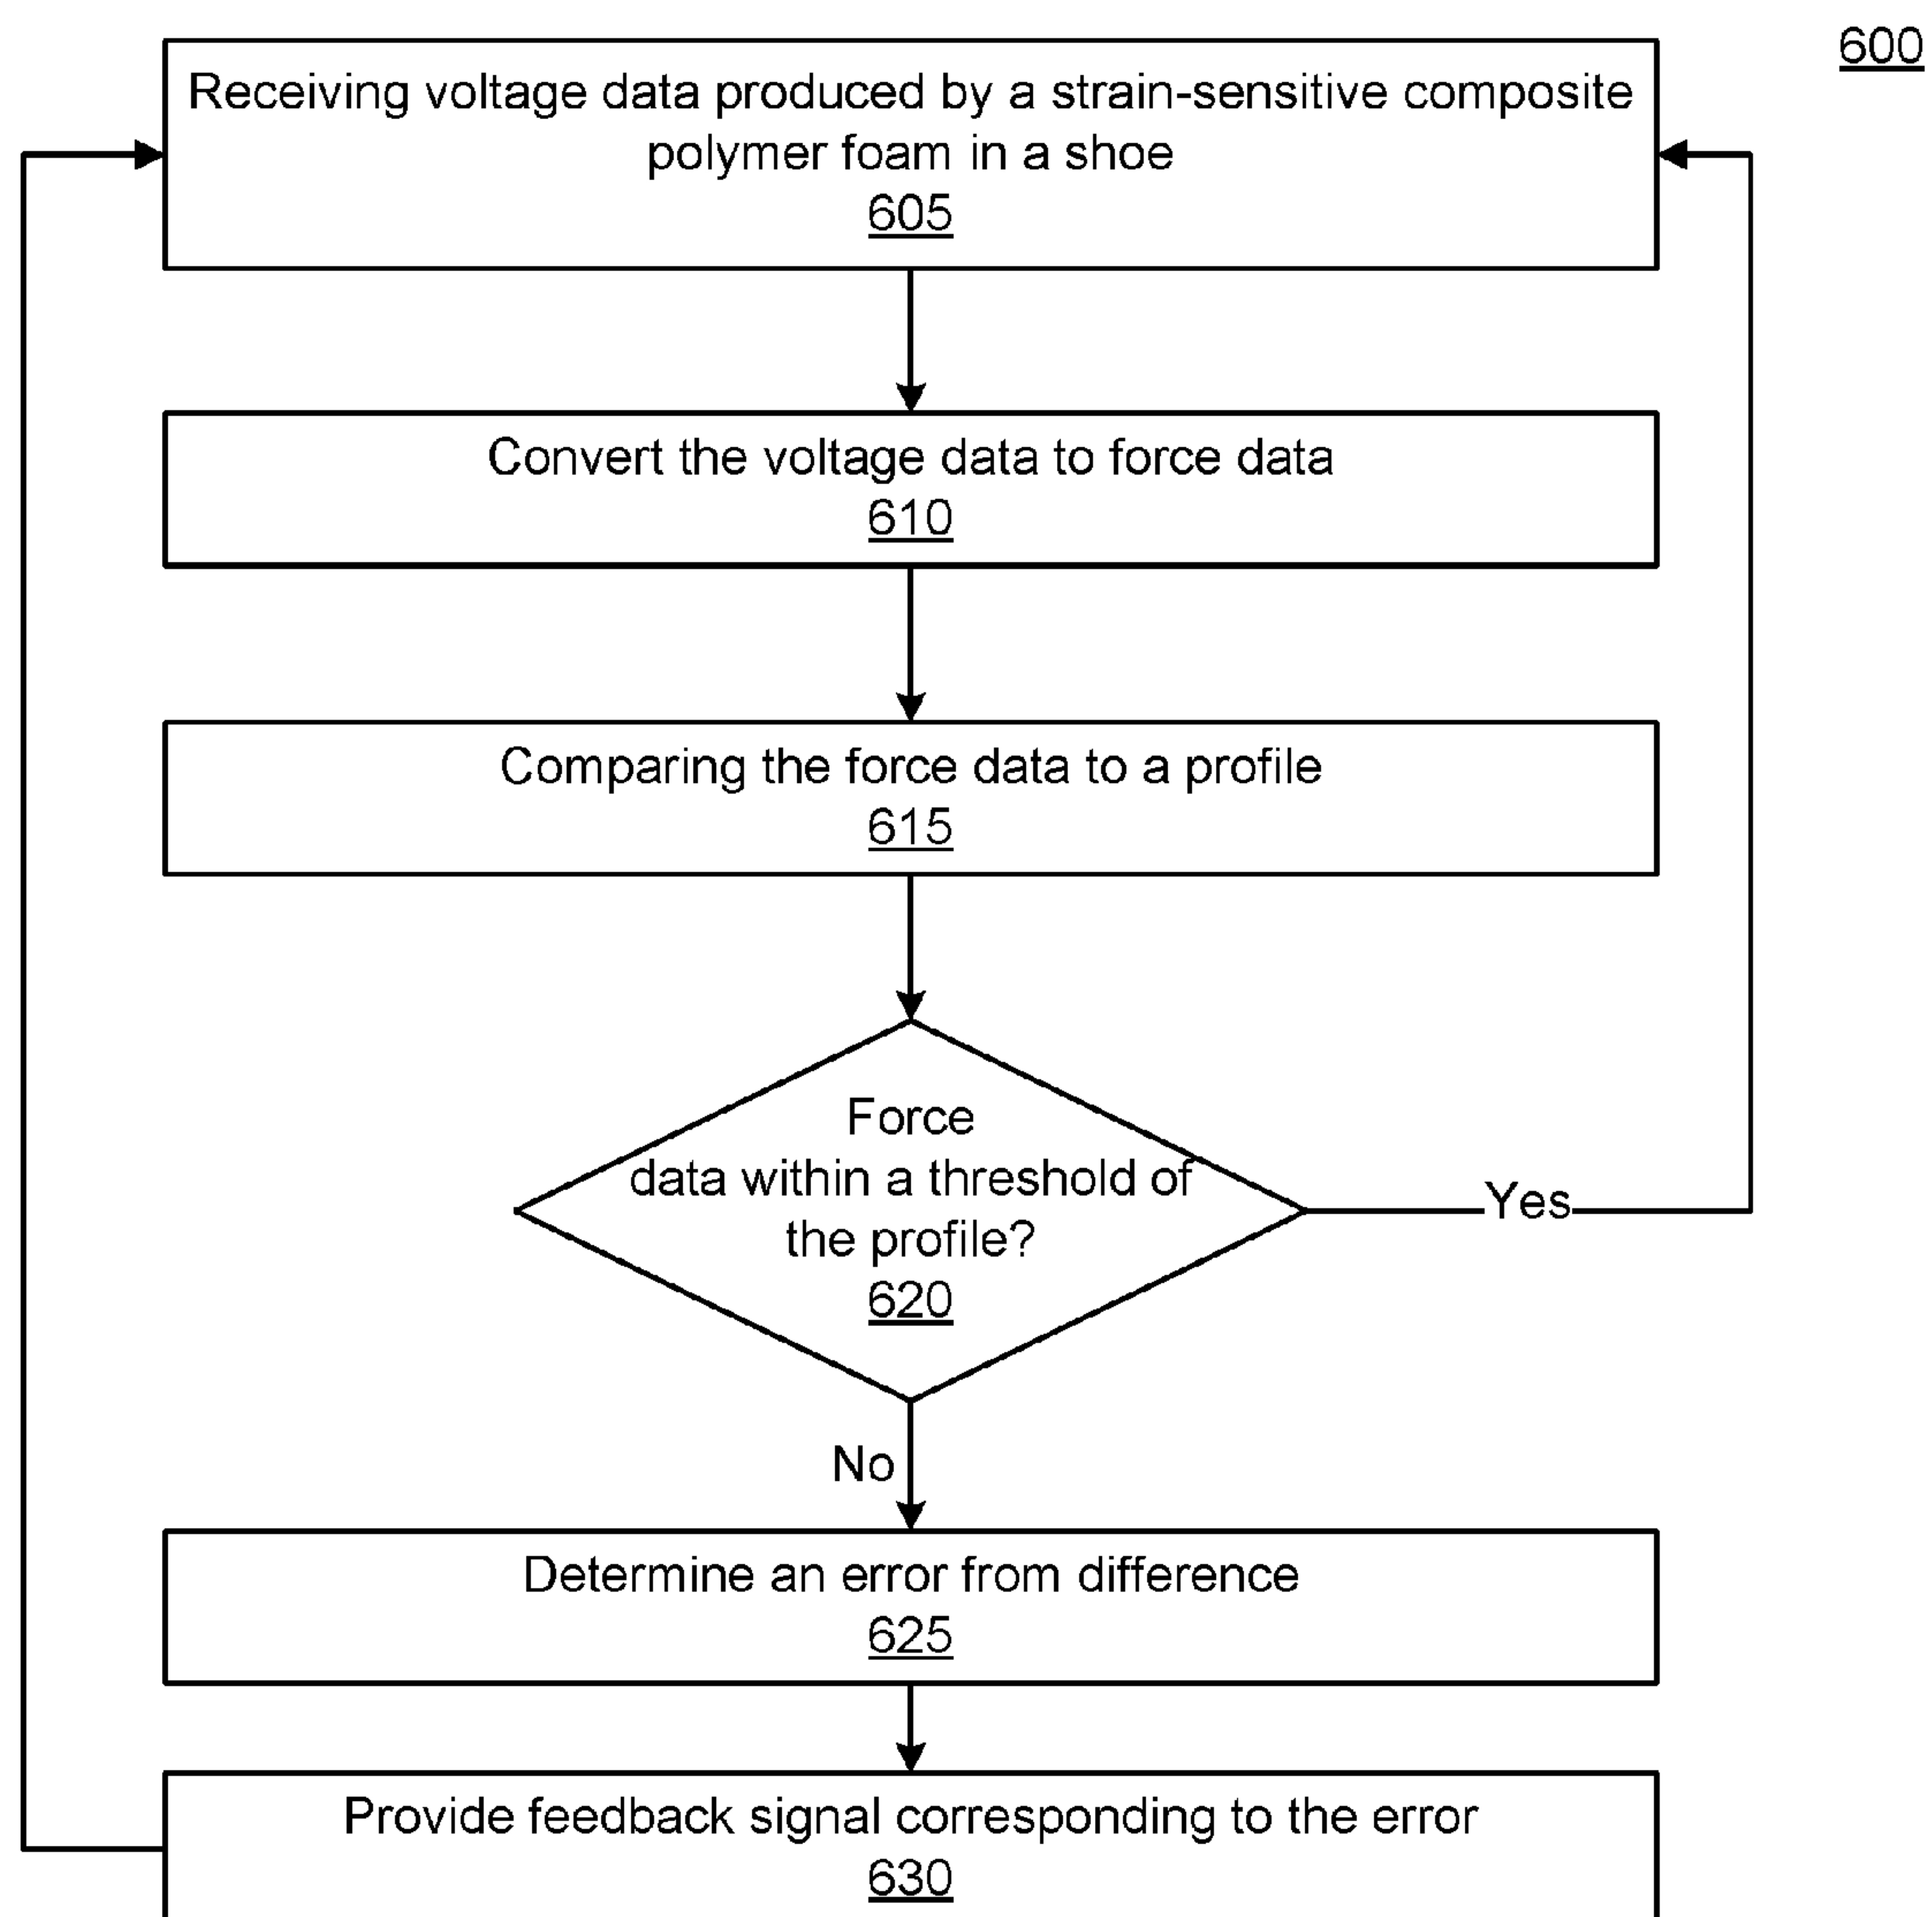 600
Receiving voltage data produced by a strain-sensitive composite
polymer foam in a shoe
605
Convert the voltage data to force data
610
Comparing the force data to a profile
615
Force
data within a threshold of
the profile?
620
Yes
No
Determine an error from difference
625
Provide feedback signal corresponding to the error
630